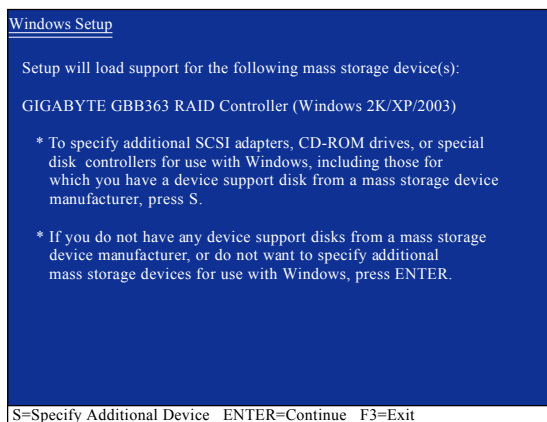 Windows Setup
Setup will load support for the following mass storage device(s):
GIGABYTE GBB363 RAID Controller (Windows 2K/XP/2003)
* To specify additional SCSI adapters, CD-ROM drives, or special
disk controllers for use with Windows, including those for
which you have a device support disk from a mass storage device
manufacturer, press S.
* If you do not have any device support disks from a mass storage
device manufacturer, or do not want to specify additional
mass storage devices for use with Windows, press ENTER.
S=Specify Additional Device ENTER=Continue F3=Exit